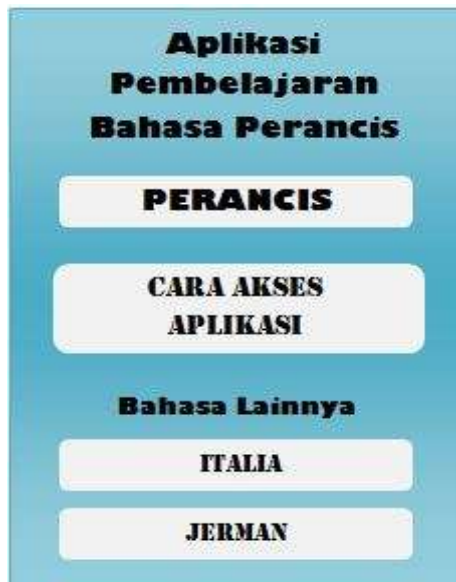 Aplikasi
Pembelajaran
Bahasa Perancis
PERANCIS
CARA AKSES
APLIKASI
Bahasa Lainnya
ITALIA
JERMAN